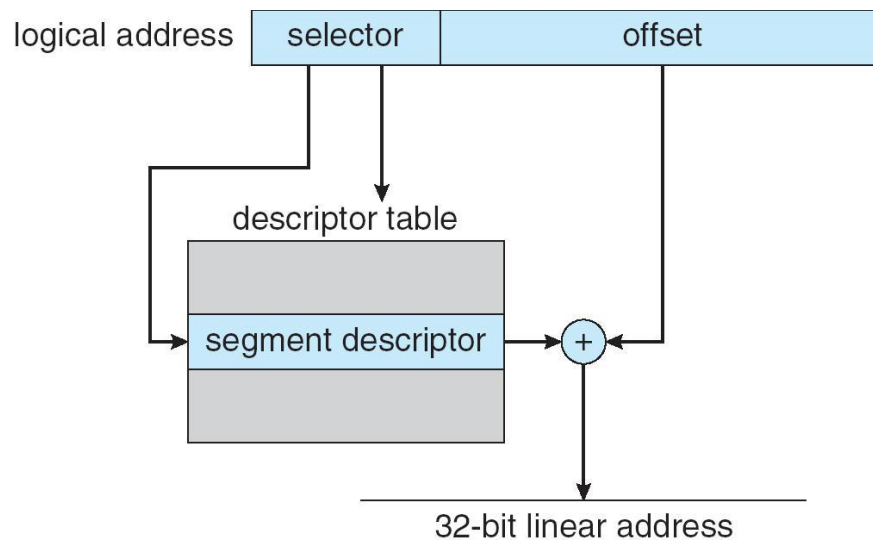 logical address selector offset
descriptor table
segment descriptor +
32-bit linear address